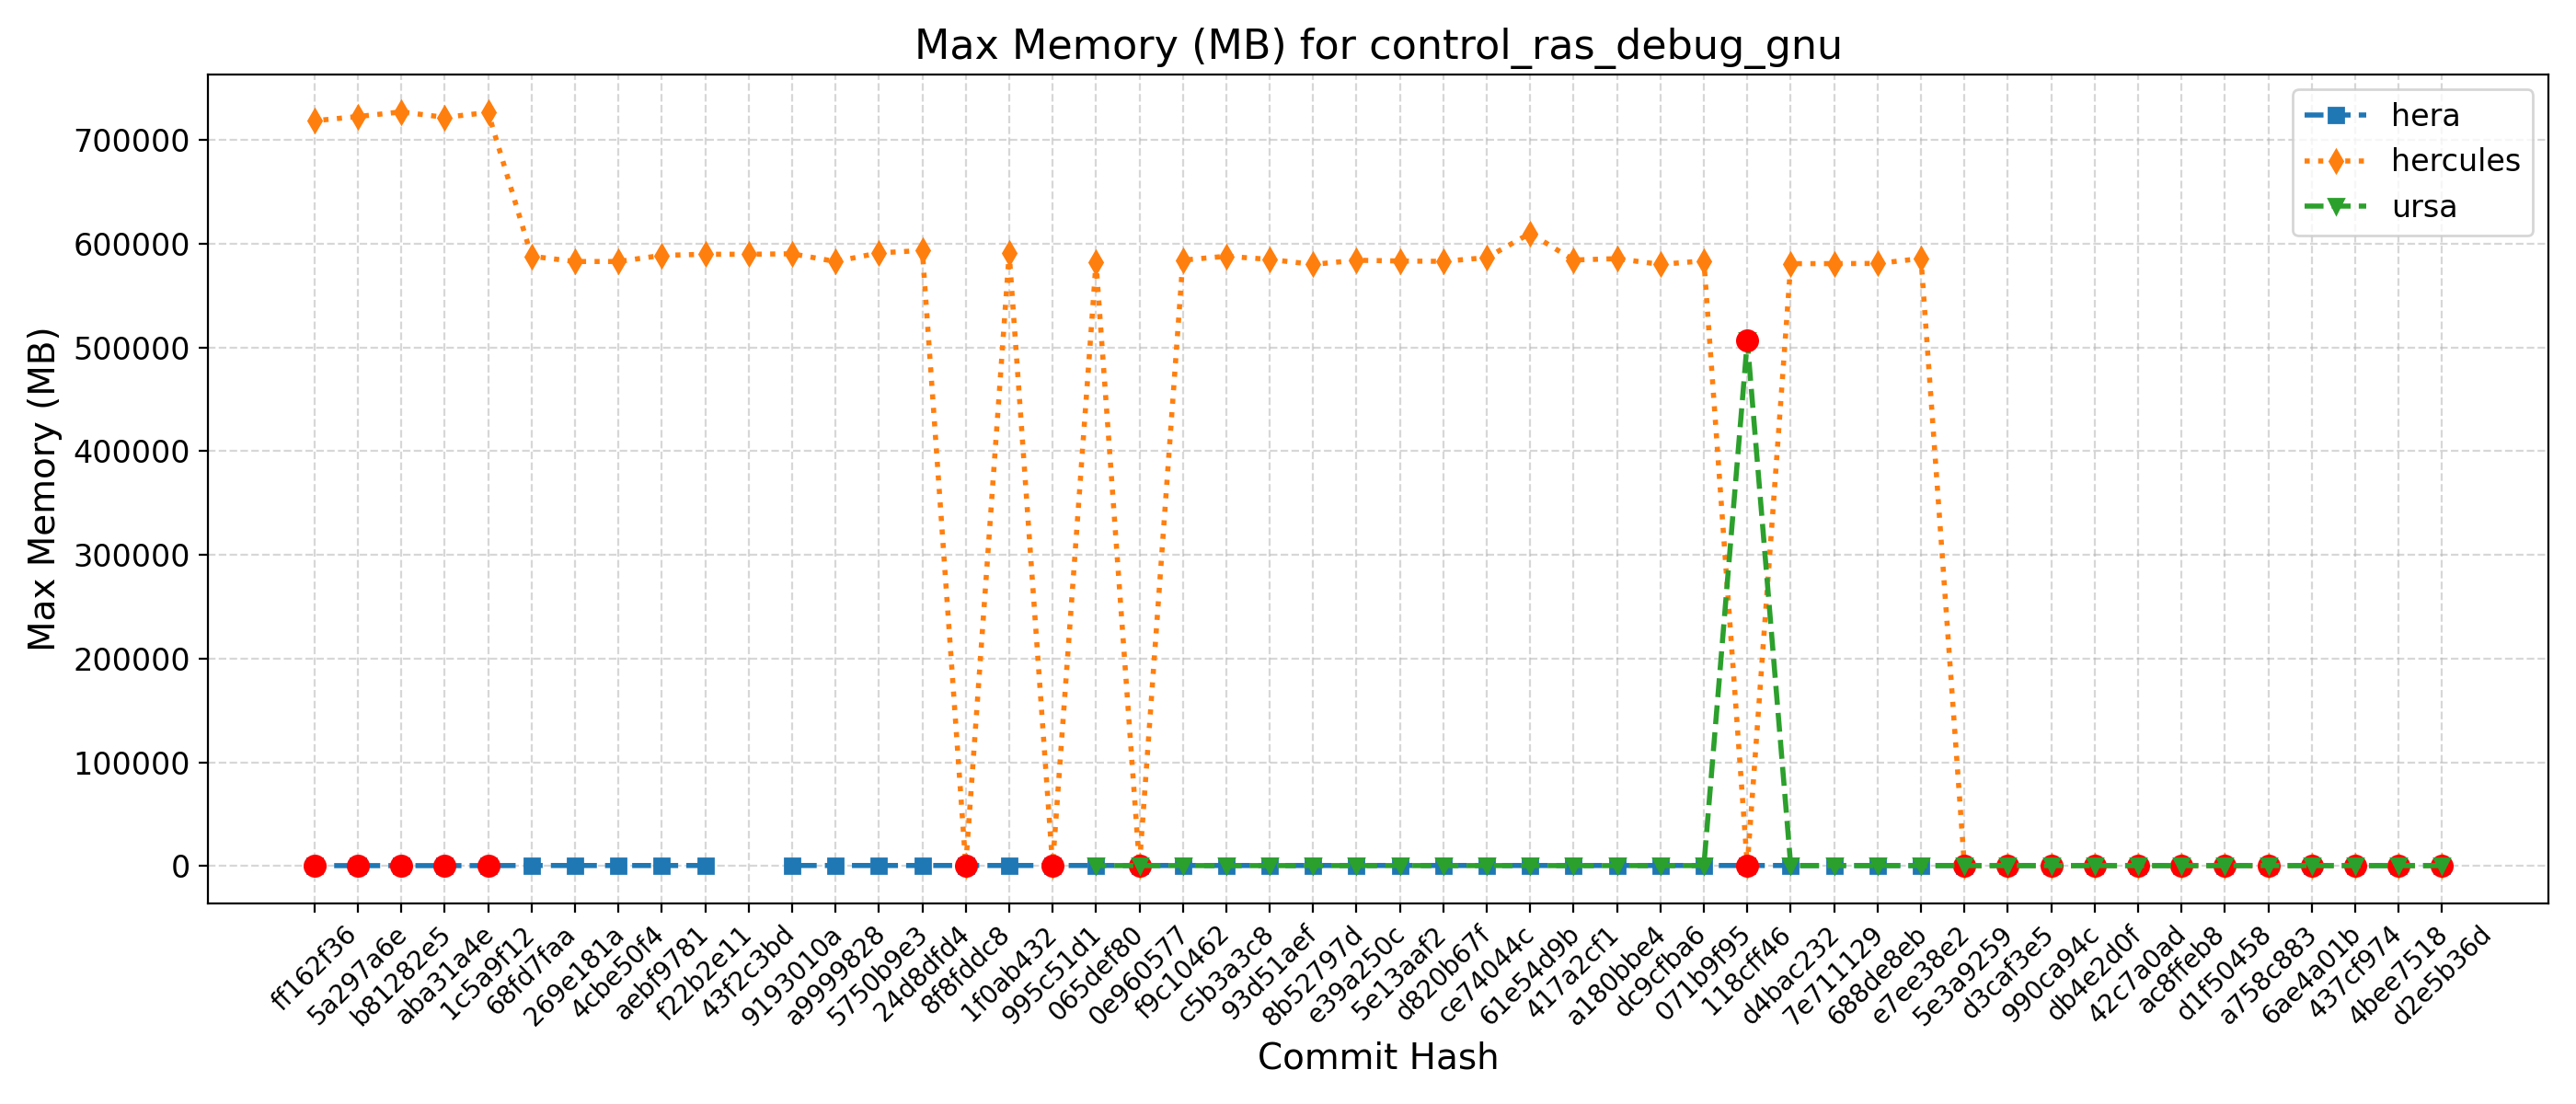 Max Memory (MB) for control_ras_debug_gnu
hera
hercules
ursa
Max Memory (MB)
700000
600000
500000
400000
300000
200000
100000
0
ff162f36
5a297a6e
b81282e5
aba31a4e
1c5a9f12
68fd7faa
269e181a
4cbe50f4
aebf9781
f22b2e11
43f2c3bd
9193010a
a9999828
5750b9e3
24d8dfd4
8f8fddc8
1f0ab432
995c51d1
065def80
0e960577
f9c10462
c5b3a3c8
93d51aef
8b52797d
e39a250c
5e13aaf2
d820b67f
ce74044c
61e54d9b
417a2cf1
a180bbe4
dc9cfba6
071b9f95
118cff46
d4bac232
7e711129
688de8eb
e7ee38e2
5e3a9259
d3caf3e5
990ca94c
db4e2d0f
42c7a0ad
ac8ffeb8
d1f50458
a758c883
6ae4a01b
437cf974
4bee7518
d2e5b36d
Commit Hash